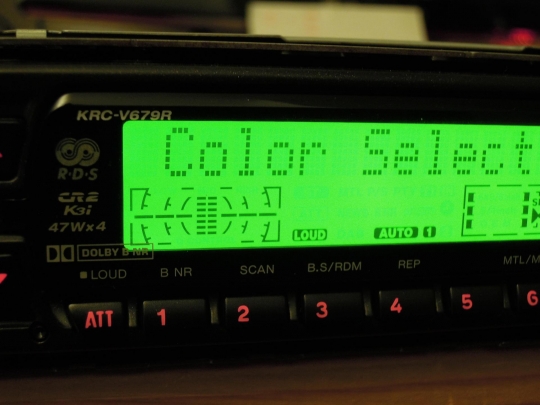 KRC-V679R
Color Select
R·D·S
K3i
47W×4
LOUD
AUTO 1
DOLBY B NR
LOUD
B NR
SCAN
B.S/RDM
REP
MTL/M
ATT
1
2
3
4
5